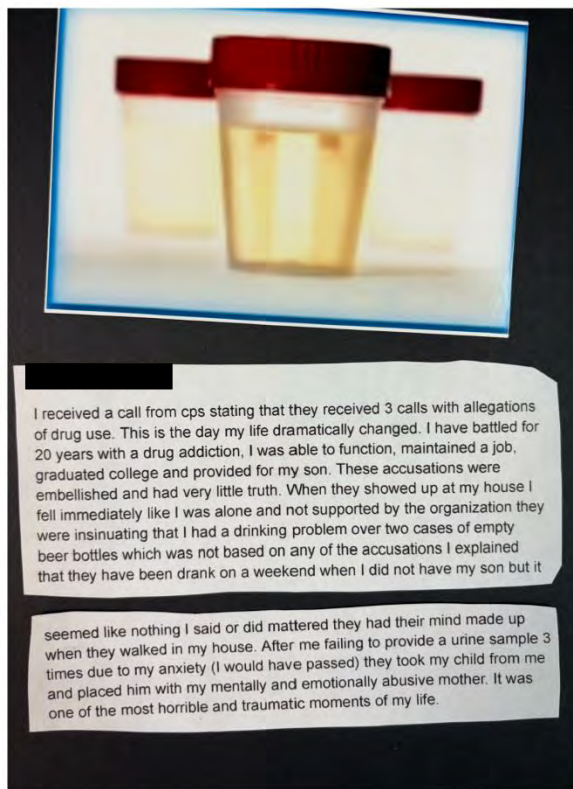 I received a call from cps stating that they received 3 calls with allegations
of drug use. This is the day my life dramatically changed. I have battled for
20 years with a drug addiction, I was able to function, maintained a job,
graduated college and provided for my son. These accusations were
embellished and had very little truth. When they showed up at my house I
fell immediately like I was alone and not supported by the organization they
were insinuating that I had a drinking problem over two cases of empty
beer bottles which was not based on any of the accusations I explained
that they have been drank on a weekend when I did not have my son but it
seemed like nothing I said or did mattered they had their mind made up
when they walked in my house. After me failing to provide a urine sample 3
times due to my anxiety (I would have passed) they took my child from me
and placed him with my mentally and emotionally abusive mother. It was
one of the most horrible and traumatic moments of my life.